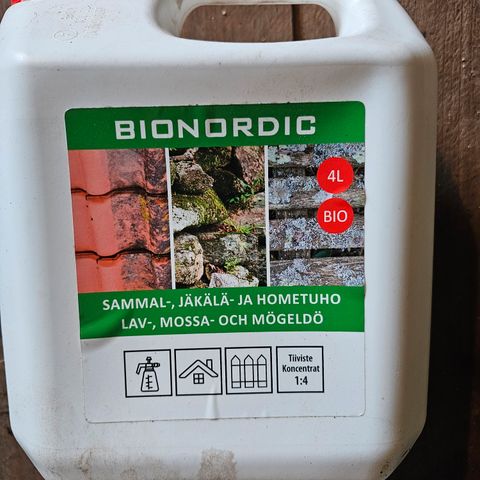 BIONORDIC
4L
BIO
SAMMAL-, JÄKÄLÄ- JA HOMETUHO
LAV-, MOSSA- OCH MÖGELDÖ
Tiiviste
Koncentrat
1:4